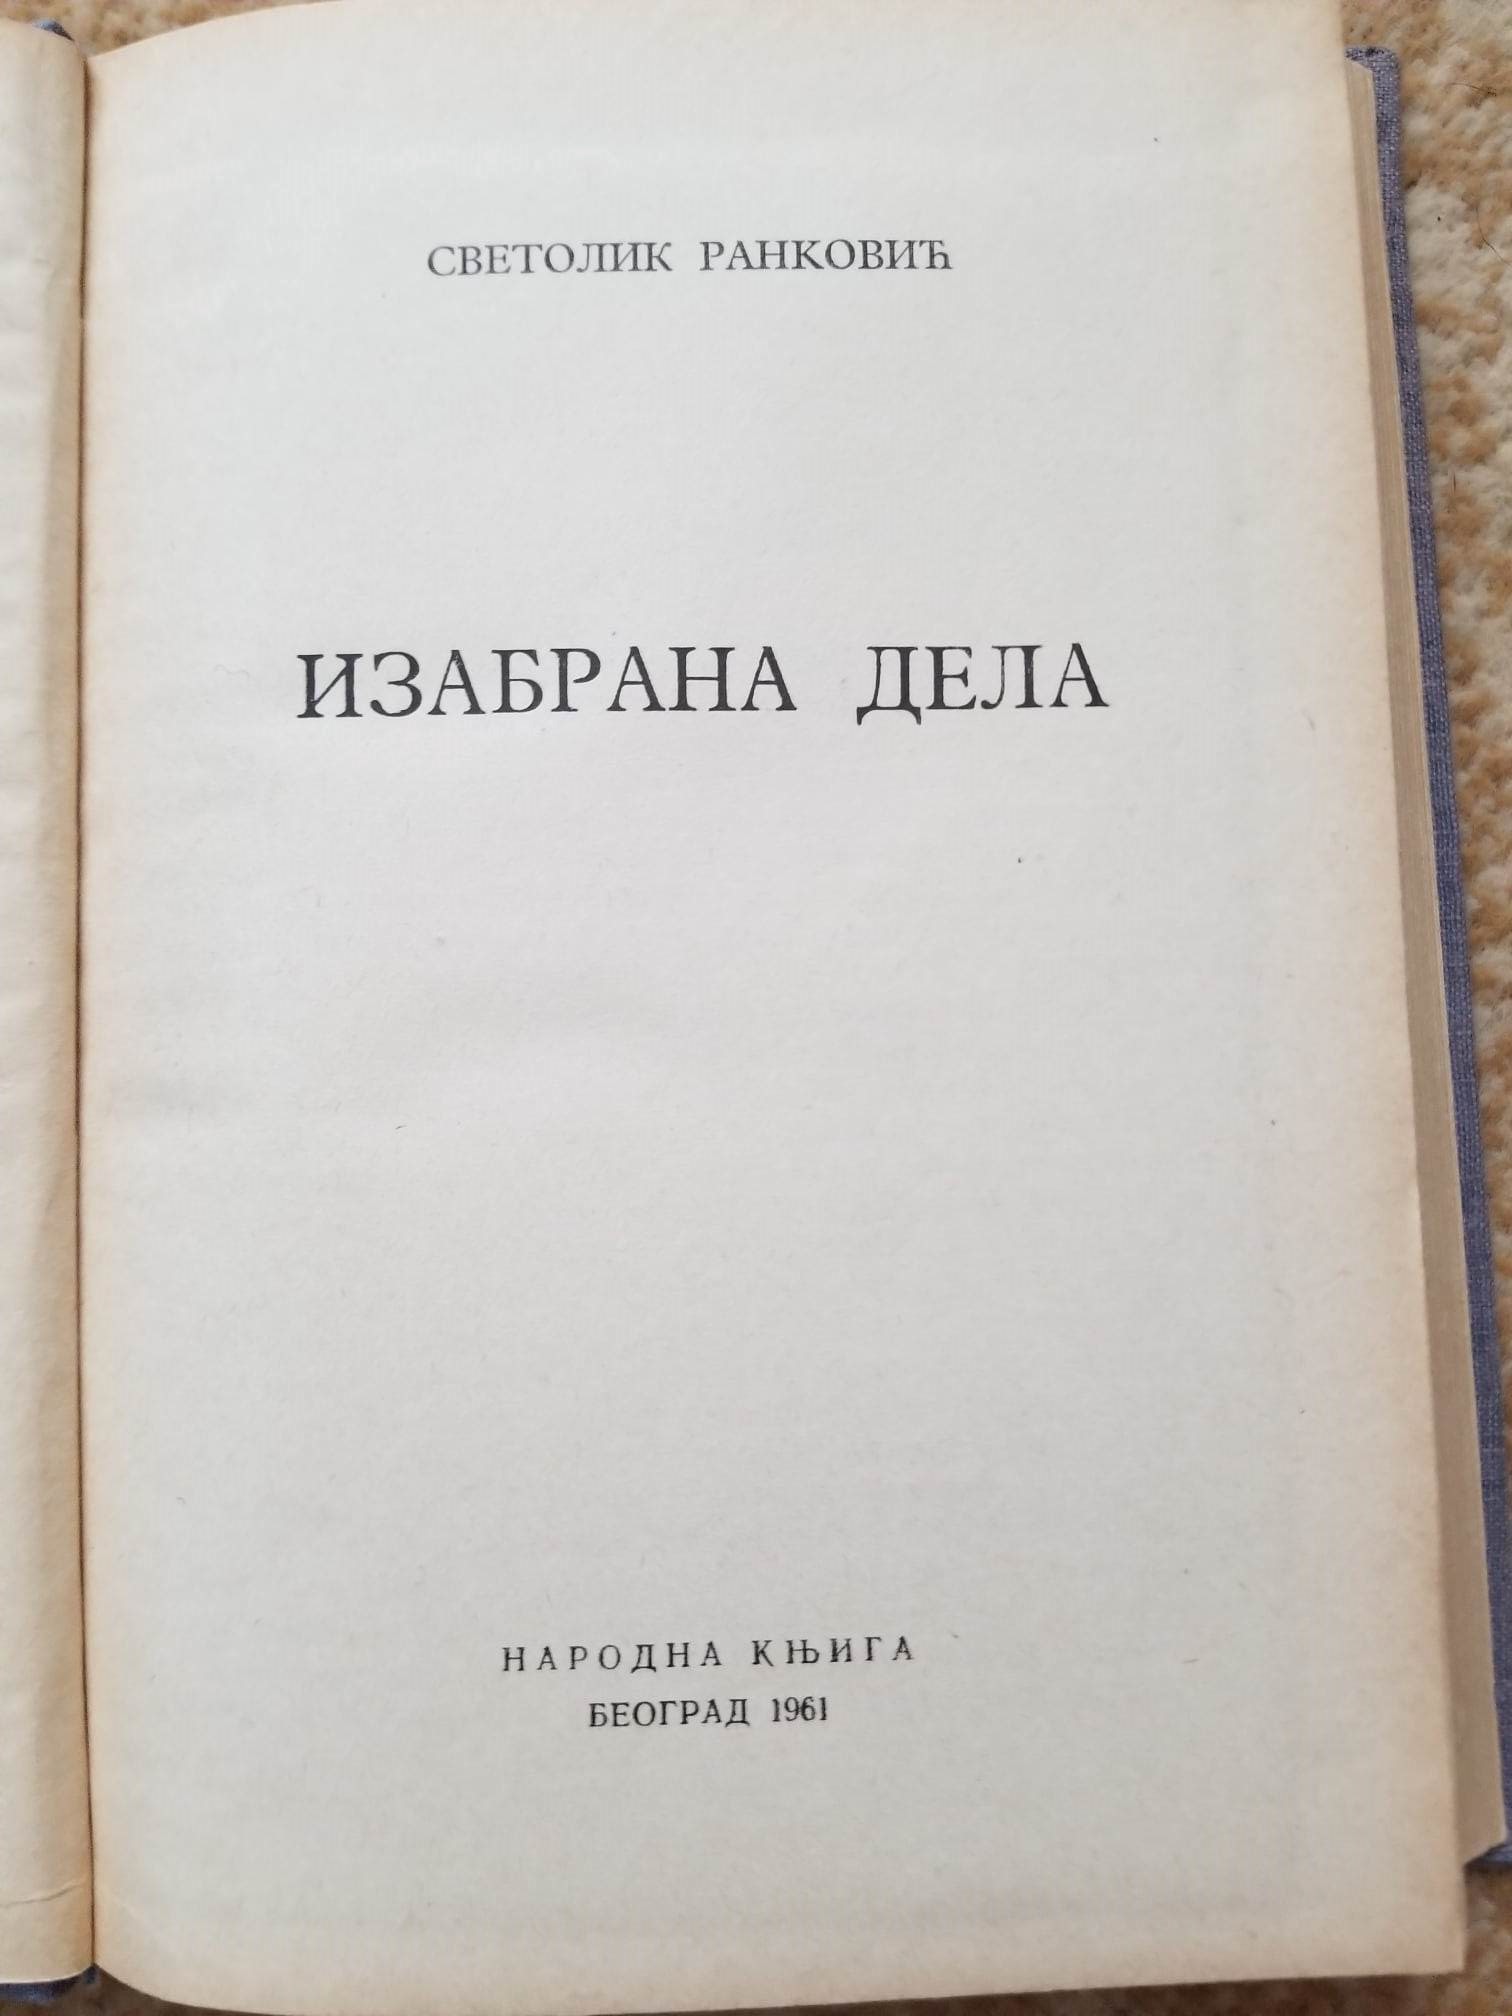 СВЕТОЛИК РАНКОВИЋ
ИЗАБРАНА ДЕЛА
НАРОДНА КЊИГА
БЕОГРАД 1961